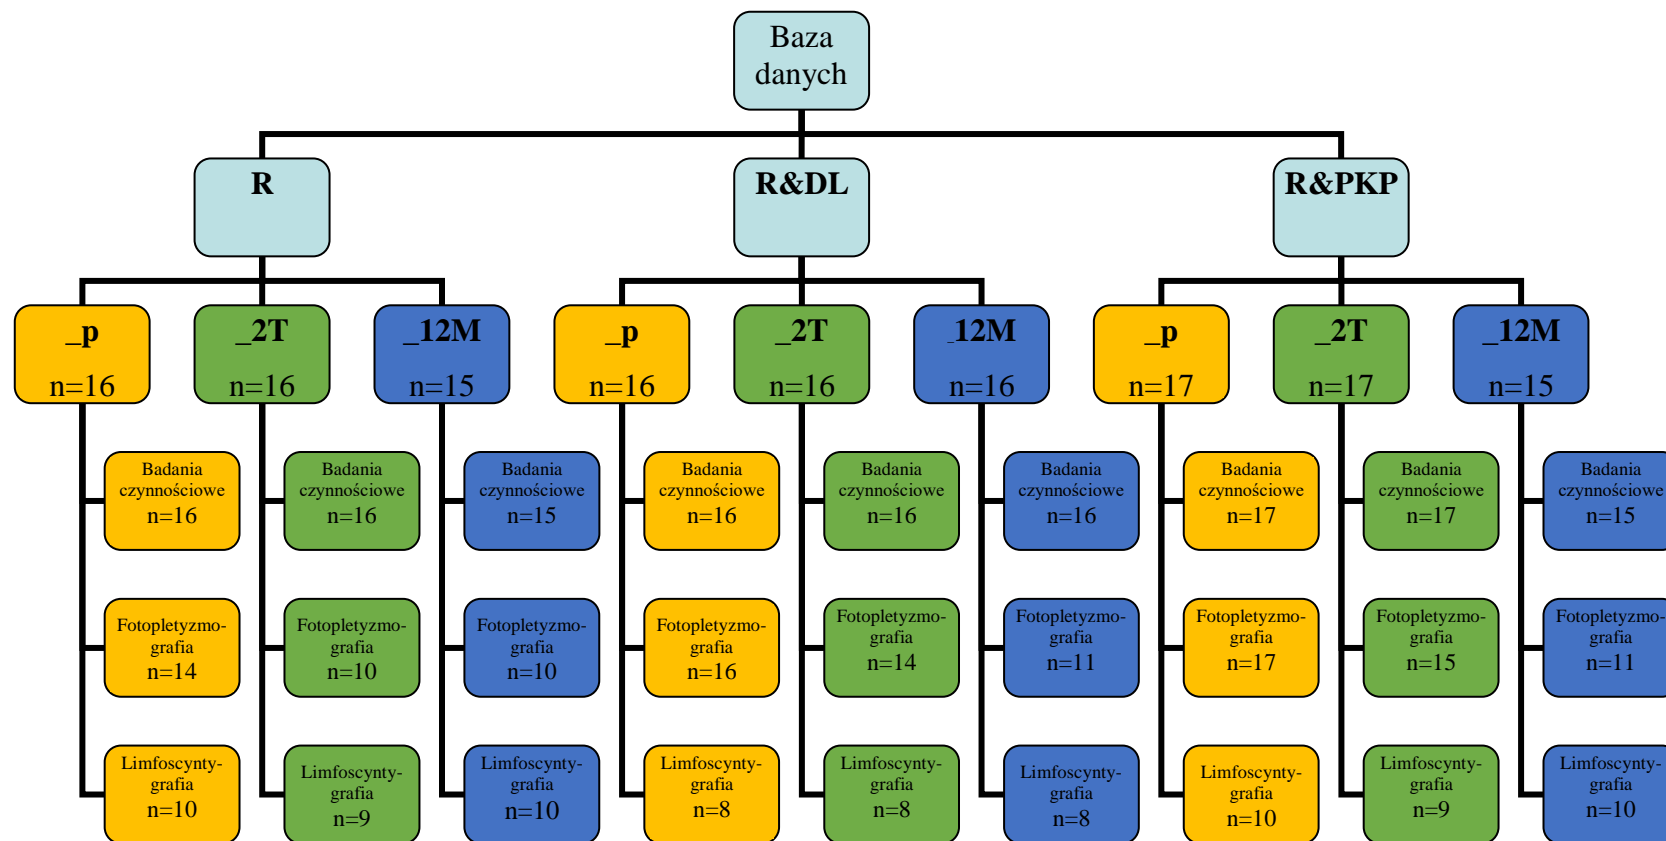 Baza
danych
R
R&DL
R&PKP
_p
n=16
_2T
n=16
_12M
n=15
_p
n=16
_2T
n=16
_12M
n=16
_p
n=17
_2T
n=17
_12M
n=15
Badania
czynnościowe
n=16
Badania
czynnościowe
n=16
Badania
czynnościowe
n=15
Badania
czynnościowe
n=16
Badania
czynnościowe
n=16
Badania
czynnościowe
n=16
Badania
czynnościowe
n=17
Badania
czynnościowe
n=17
Badania
czynnościowe
n=15
Fotopletyzmo-
grafia
n=14
Fotopletyzmo-
grafia
n=10
Fotopletyzmo-
grafia
n=10
Fotopletyzmo-
grafia
n=16
Fotopletyzmo-
grafia
n=14
Fotopletyzmo-
grafia
n=11
Fotopletyzmo-
grafia
n=17
Fotopletyzmo-
grafia
n=15
Fotopletyzmo-
grafia
n=11
Limfoscynty-
grafia
n=10
Limfoscynty-
grafia
n=9
Limfoscynty-
grafia
n=10
Limfoscynty-
grafia
n=8
Limfoscynty-
grafia
n=8
Limfoscynty-
grafia
n=8
Limfoscynty-
grafia
n=10
Limfoscynty-
grafia
n=9
Limfoscynty-
grafia
n=10